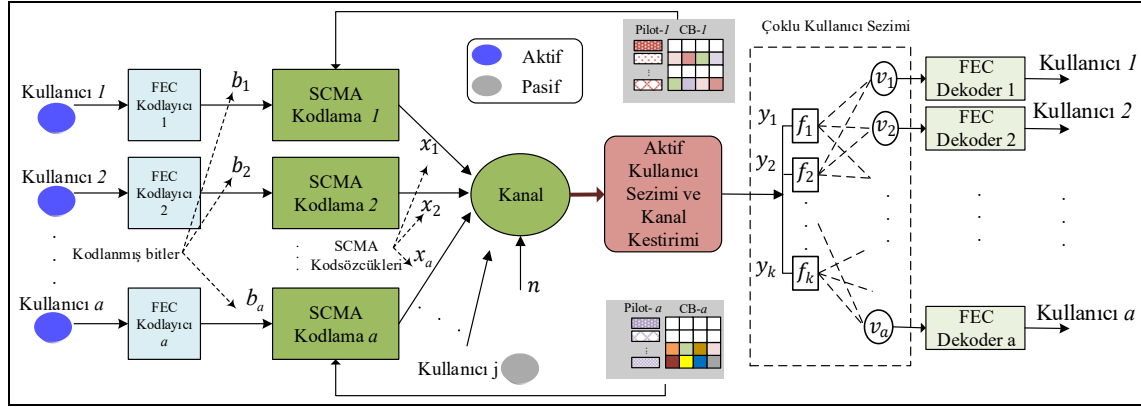 Pilot-1 CB-1
Çoklu Kullanıcı Sezimi
Aktif
Pasif
Kullanıcı 1
FEC
Kodlayıcı
1
b1
SCMA
Kodlama 1
Kullanıcı 2
FEC
Kodlayıcı
2
b2
SCMA
Kodlama 2
Kodlanmış bitler
Kullanıcı a
FEC
Kodlayıcı
a
ba
SCMA
Kodlama a
x1
x2
SCMA
Kodsözcükleri
xa
Kanal
n
Kullanıcı j
Aktif
Kullanıcı
Sezimi ve
Kanal
Kestirimi
Pilot-a CB-a
y1
f1
y2
f2
yk
fk
v1
v2
va
FEC
Dekoder 1
Kullanıcı 1
FEC
Dekoder 2
Kullanıcı 2
FEC
Dekoder a
Kullanıcı a